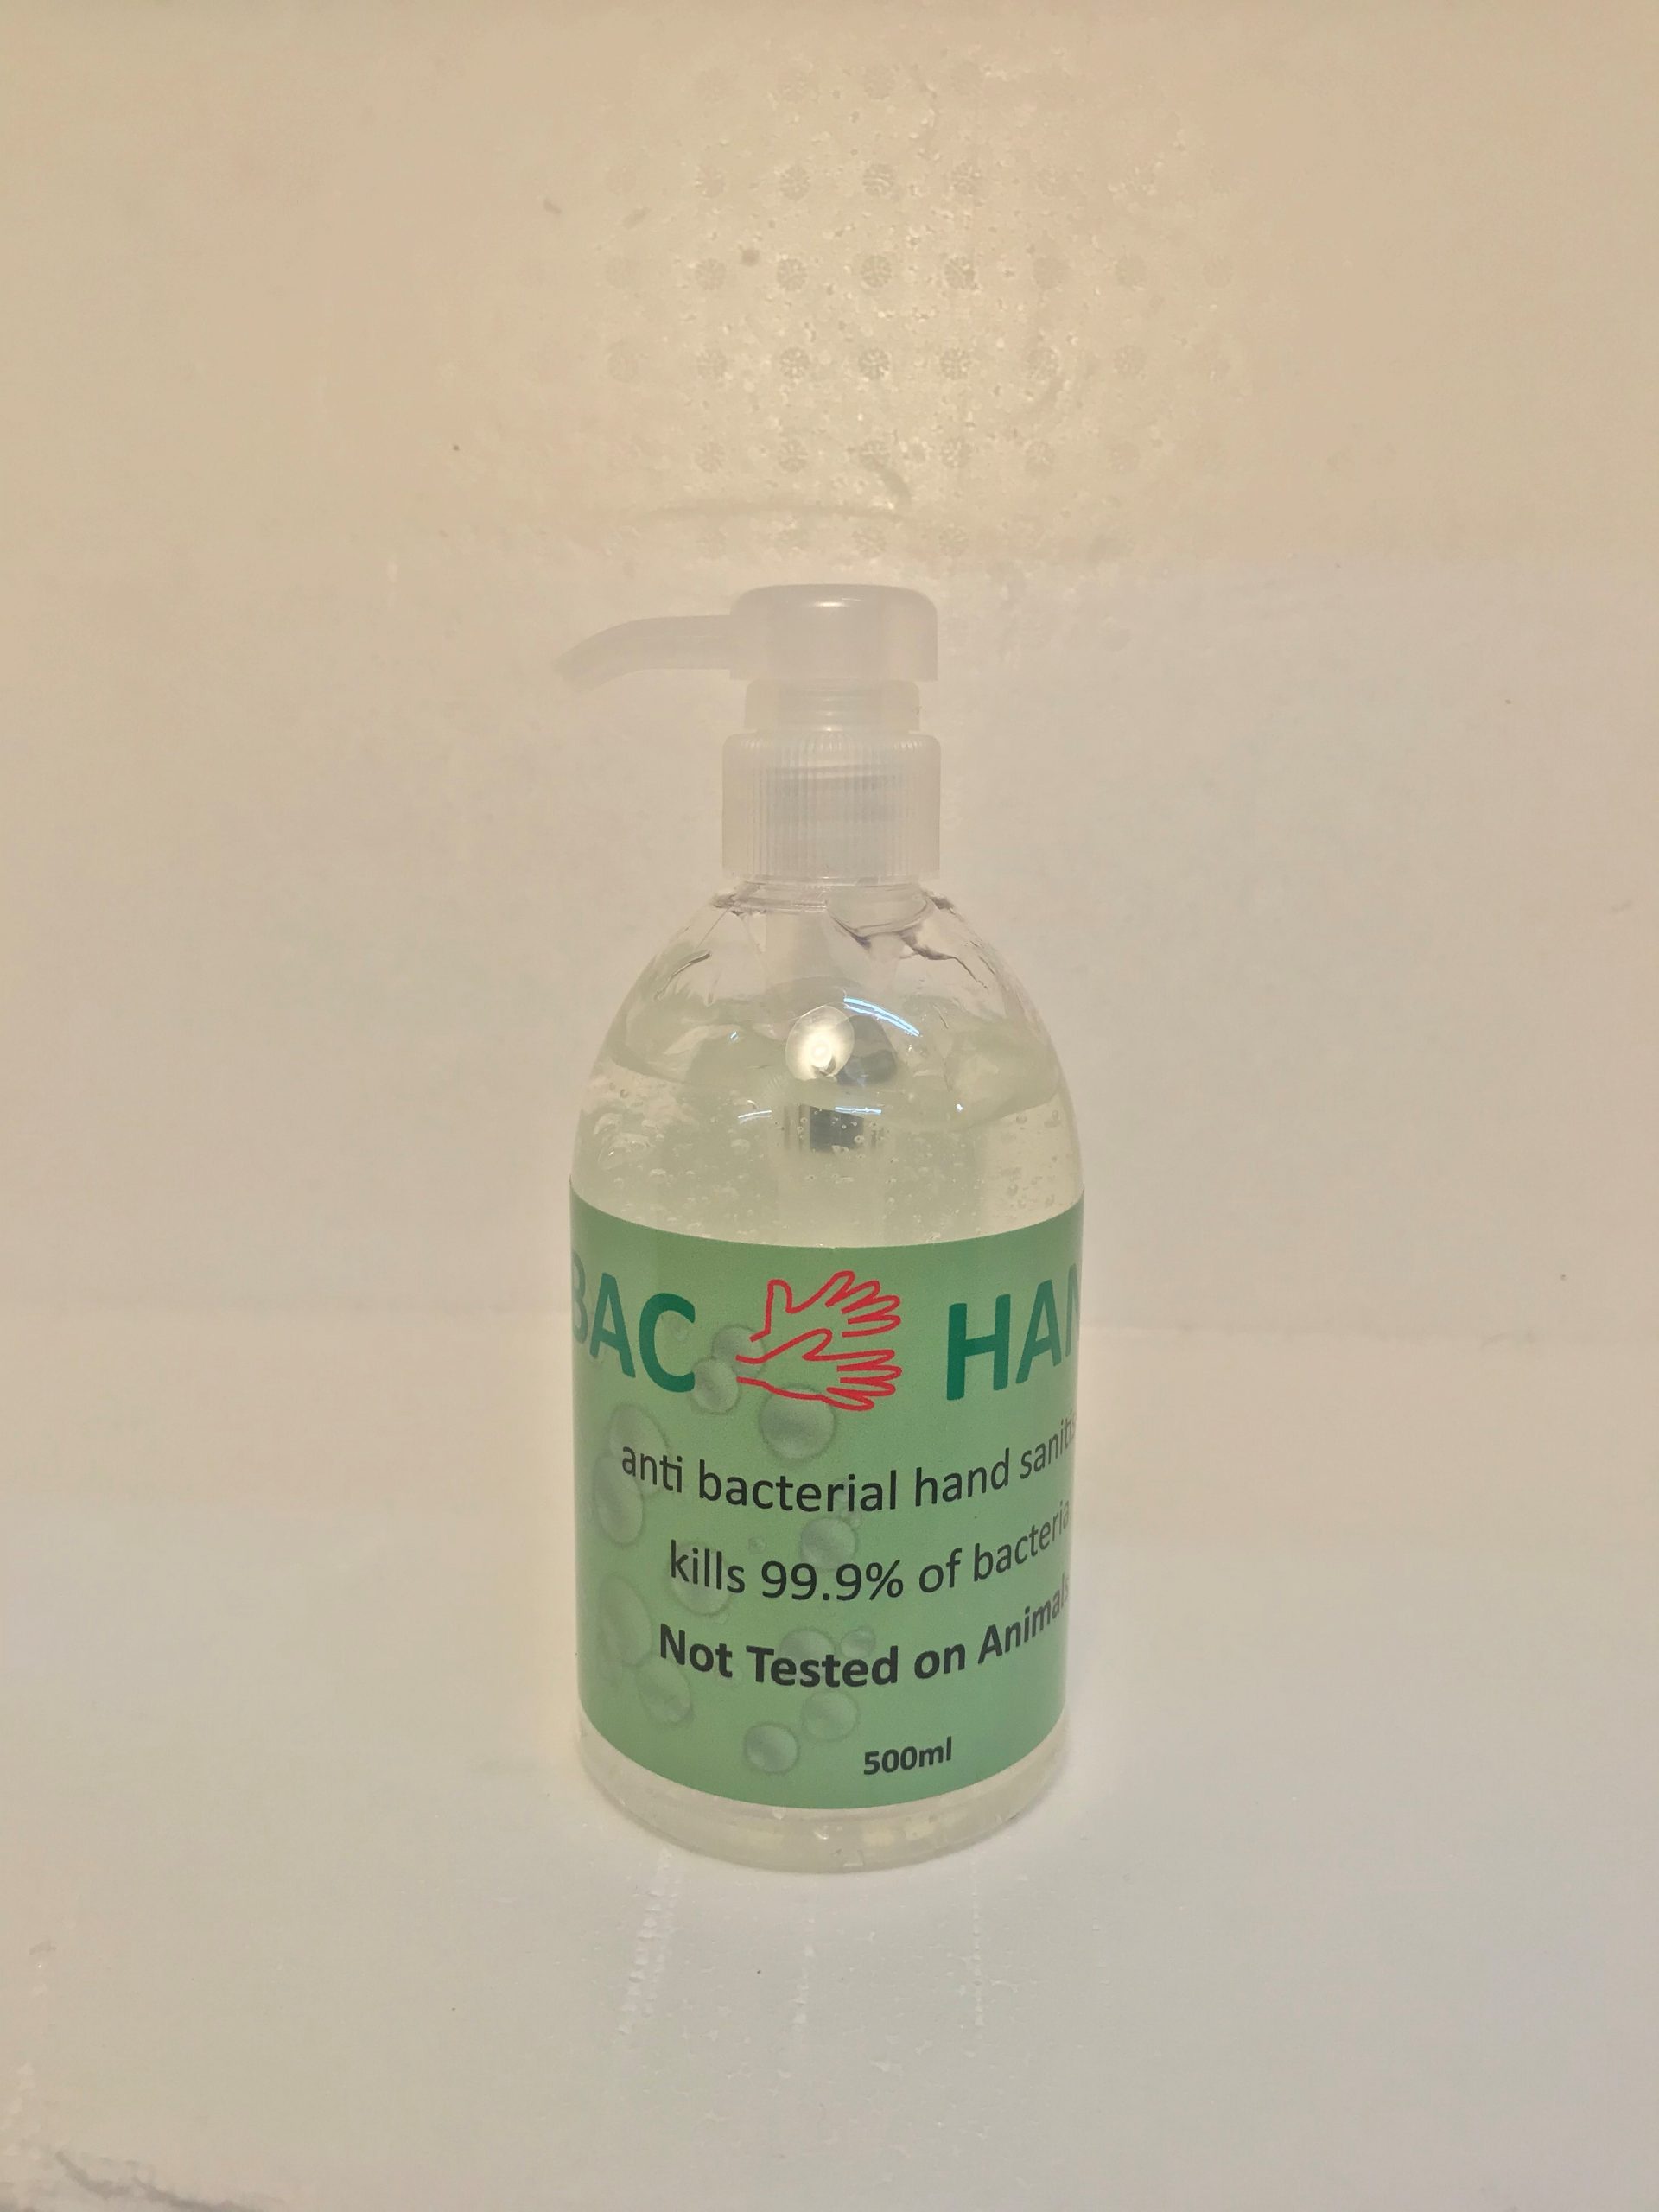 BAC HAN
anti bacterial hand saniti
kills 99.9% of bacteria
Not Tested on Animals
500ml